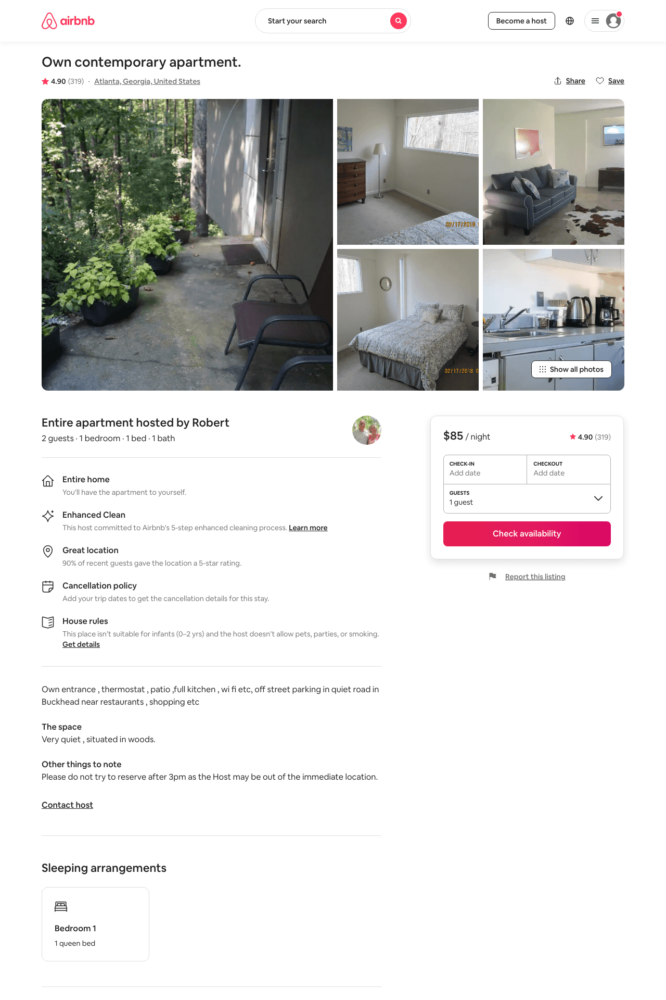 airbnb
Start your search
Become a host
Own contemporary apartment.
4.90 (319) · Atlanta, Georgia, United States
Share
Save
02/17/2018
02/17/2018 0
Show all photos
Entire apartment hosted by Robert
2 guests · 1 bedroom · 1 bed · 1 bath
Entire home
You’ll have the apartment to yourself.
Enhanced Clean
This host committed to Airbnb's 5-step enhanced cleaning process. Learn more
Great location
90% of recent guests gave the location a 5-star rating.
Cancellation policy
Add your trip dates to get the cancellation details for this stay.
House rules
This place isn’t suitable for infants (0–2 yrs) and the host doesn’t allow pets, parties, or smoking.
Get details
$85 / night
4.90 (319)
CHECK-IN
Add date
CHECKOUT
Add date
GUESTS
1 guest
Check availability
Report this listing
Own entrance , thermostat , patio ,full kitchen , wi fi etc, off street parking in quiet road in
Buckhead near restaurants , shopping etc
The space
Very quiet , situated in woods.
Other things to note
Please do not try to reserve after 3pm as the Host may be out of the immediate location.
Contact host
Sleeping arrangements
Bedroom 1
1 queen bed